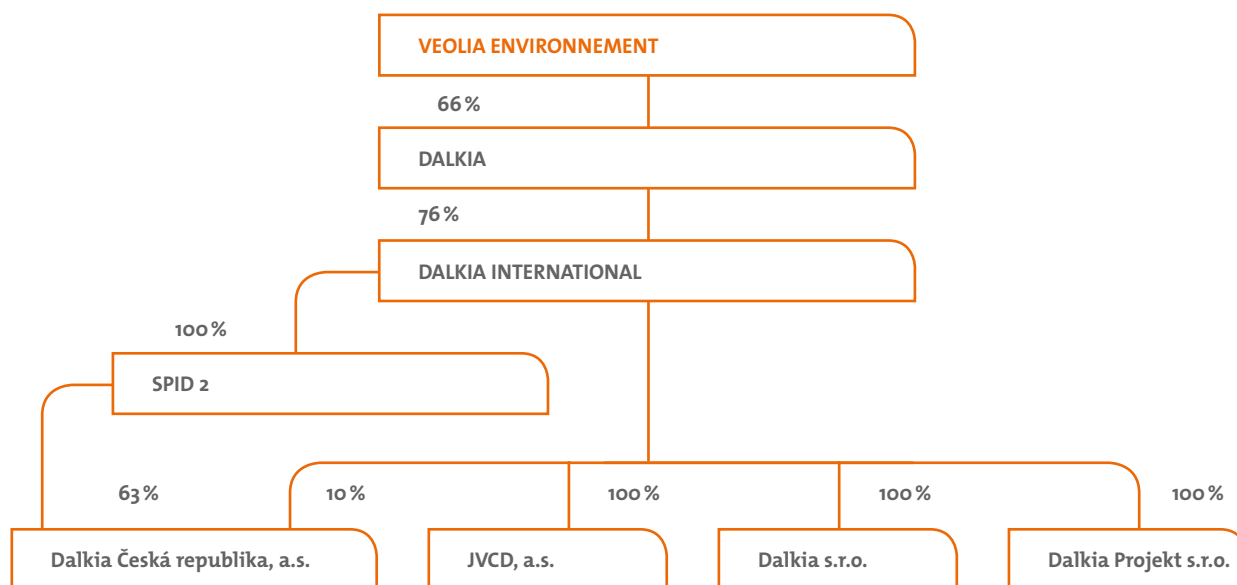 VEOLIA ENVIRONNEMENT
66 %
DALKIA
76 %
DALKIA INTERNATIONAL
100 %
SPID 2
63 % 10 % 100 % 100 % 100 %
Dalkia Česká republika, a.s. JVCD, a.s. Dalkia s.r.o. Dalkia Projekt s.r.o.